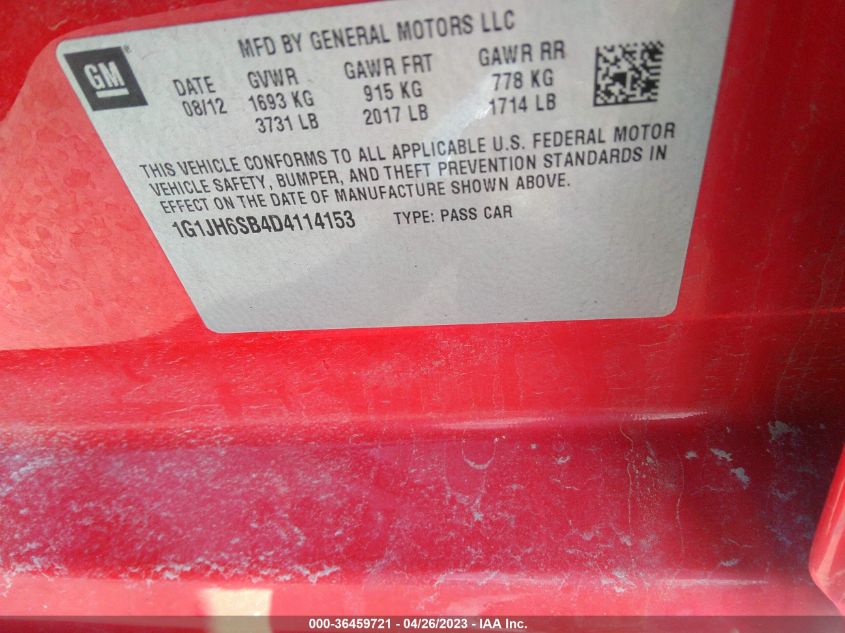 GM
MFD BY GENERAL MOTORS LLC
DATE GVWR GAWR FRT GAWR RR
08/12 1693 KG 915 KG 778 KG
3731 LB 2017 LB 1714 LB
THIS VEHICLE CONFORMS TO ALL APPLICABLE U.S. FEDERAL MOTOR
VEHICLE SAFETY, BUMPER, AND THEFT PREVENTION STANDARDS IN
EFFECT ON THE DATE OF MANUFACTURE SHOWN ABOVE.
1G1JH6SB4D4114153 TYPE: PASS CAR
000-36459721 - 04/26/2023 - IAA Inc.